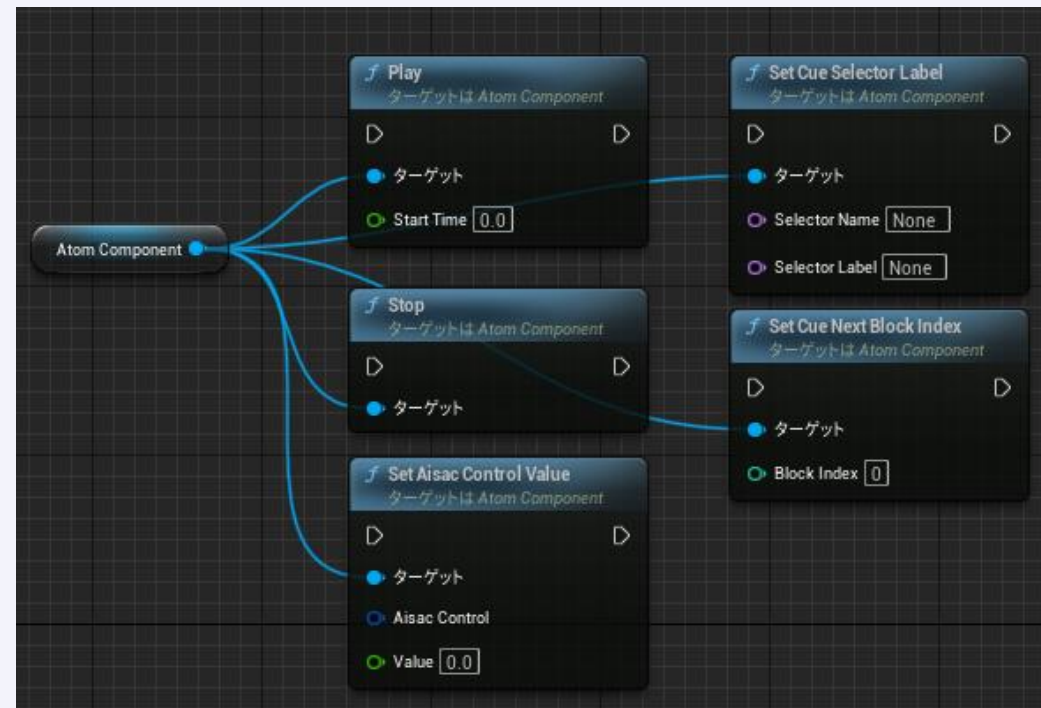 Atom Component
Play
ターゲットは Atom Component
ターゲット
Start Time 0.0
Stop
ターゲットは Atom Component
ターゲット
Set Aisac Control Value
ターゲットは Atom Component
ターゲット
Aisac Control
Value 0.0
Set Cue Selector Label
ターゲットは Atom Component
ターゲット
Selector Name None
Selector Label None
Set Cue Next Block Index
ターゲットは Atom Component
ターゲット
Block Index 0